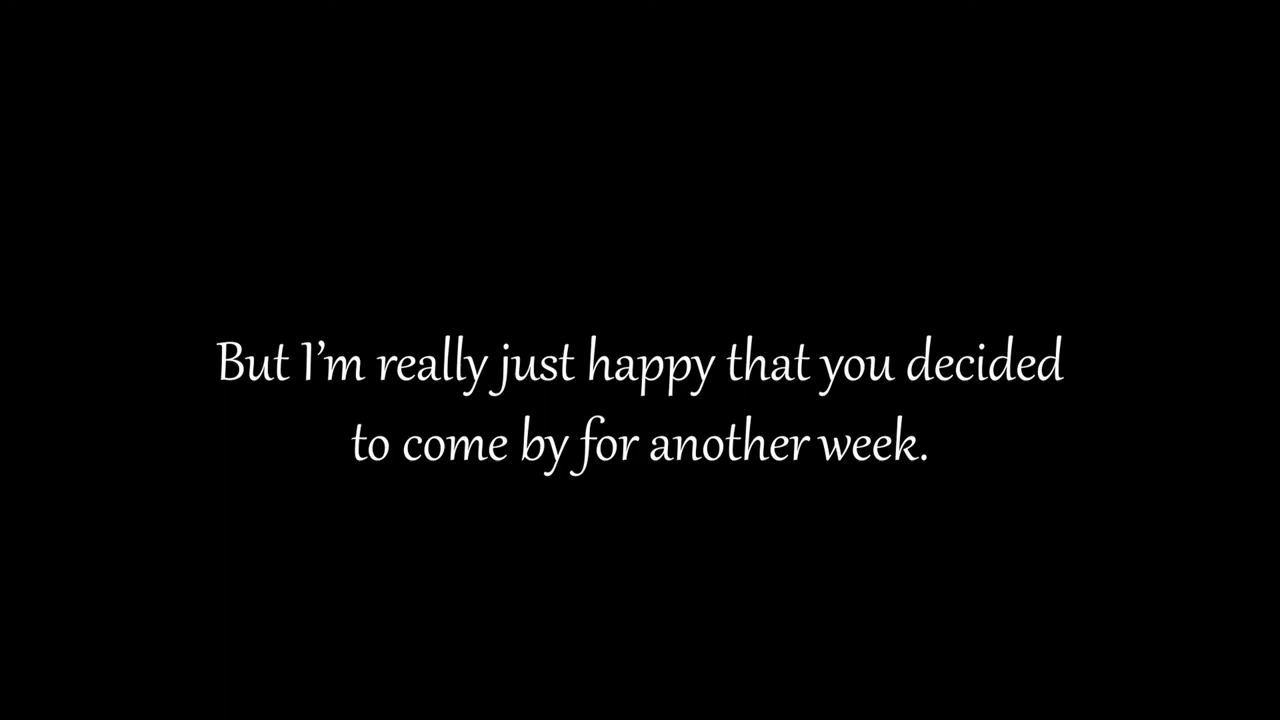 But I’m really just happy that you decided
to come by for another week.